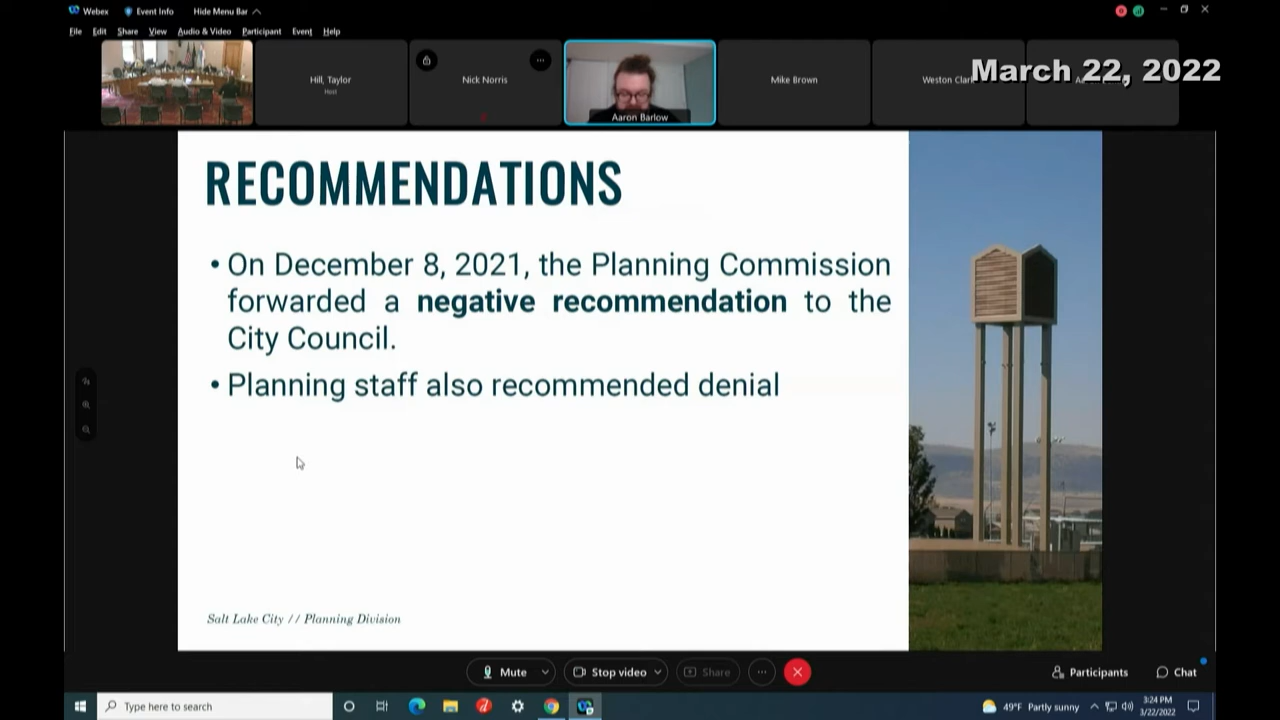 Webex
Event Info
Hide Menu Bar
File Edit Share View Audio & Video Participant Event Help
March 22, 2022
Hill, Taylor
Host
Nick Norris
Aaron Barlow
Mike Brown
Weston Clark
RECOMMENDATIONS
• On December 8, 2021, the Planning Commission
forwarded a negative recommendation to the
City Council.
• Planning staff also recommended denial
Salt Lake City // Planning Division
Mute
Stop video
Share
Participants
Chat
Type here to search
49°F Partly sunny
3:24 PM
3/22/2022